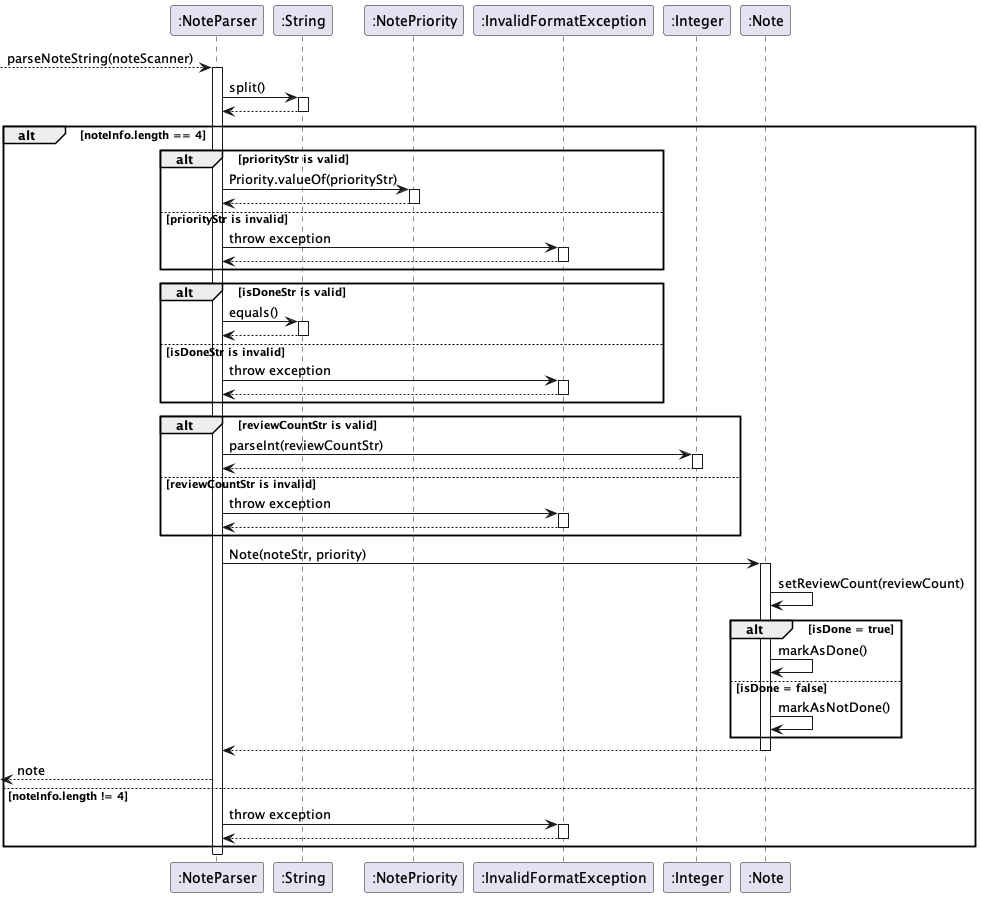 :NoteParser :String :NotePriority :InvalidFormatException :Integer :Note
parseNoteString(noteScanner)
split()
alt [noteInfo.length == 4]
alt [priorityStr is valid]
Priority.valueOf(priorityStr)
[priorityStr is invalid]
throw exception
alt [isDoneStr is valid]
equals()
[isDoneStr is invalid]
throw exception
alt [reviewCountStr is valid]
parseInt(reviewCountStr)
[reviewCountStr is invalid]
throw exception
Note(noteStr, priority)
setReviewCount(reviewCount)
alt [isDone = true]
markAsDone()
[isDone = false]
markAsNotDone()
note
[noteInfo.length != 4]
throw exception
:NoteParser :String :NotePriority :InvalidFormatException :Integer :Note